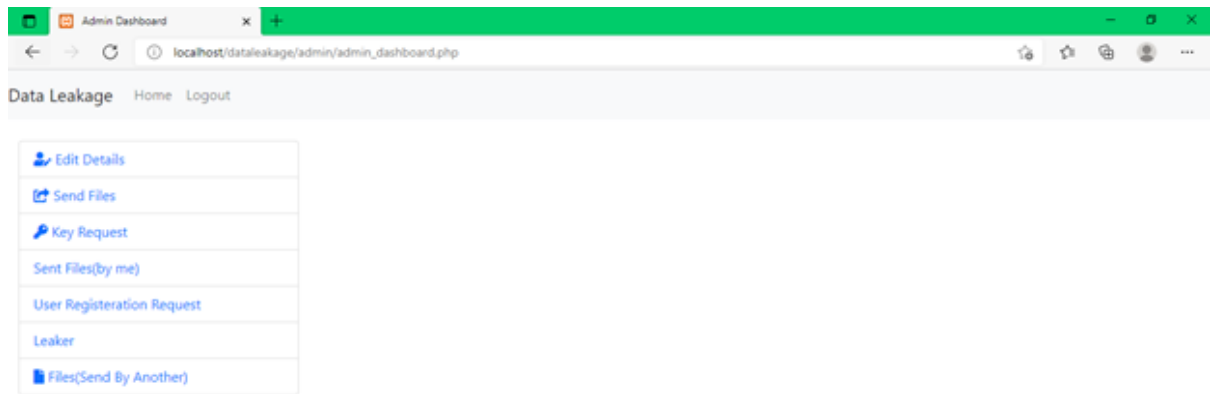 Admin Dashboard
localhost/dataleakage/admin/admin_dashboard.php
Data Leakage Home Logout
Edit Details
Send Files
Key Request
Sent Files(by me)
User Registeration Request
Leaker
Files(Send By Another)